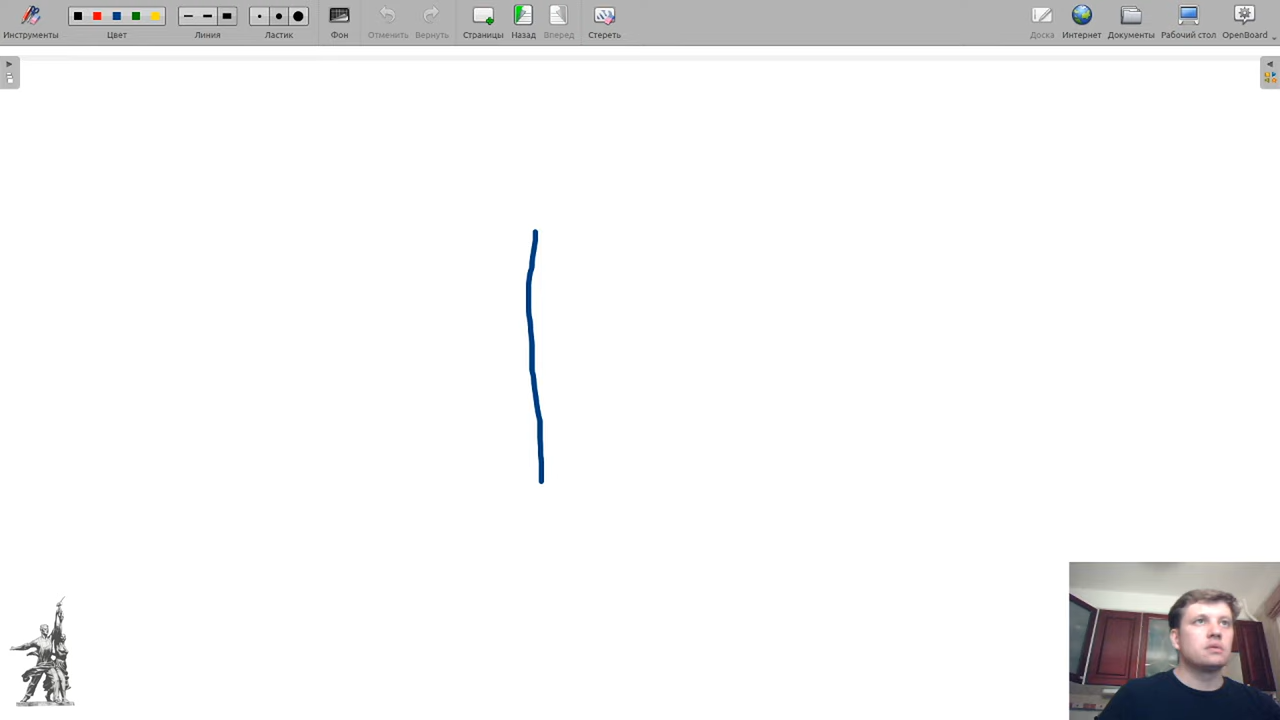 Инструменты Цвет Линия Ластик Фон Отменить Вернуть Страницы Назад Вперед Стереть Доска Интернет Документы Рабочий стол OpenBoard